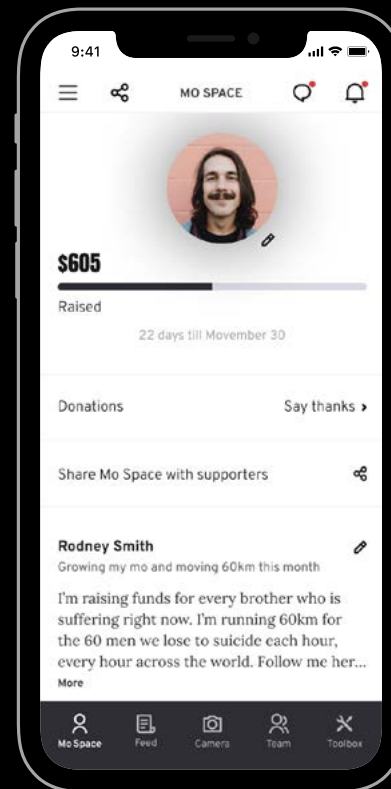 9:41
MO SPACE
$605
Raised
22 days till Movember 30
Donations
Say thanks
Share Mo Space with supporters
Rodney Smith
Growing my mo and moving 60km this month
I'm raising funds for every brother who is
suffering right now. I'm running 60km for
the 60 men we lose to suicide each hour,
every hour across the world. Follow me her...
More
Mo Space
Feed
Camera
Team
Toolbox